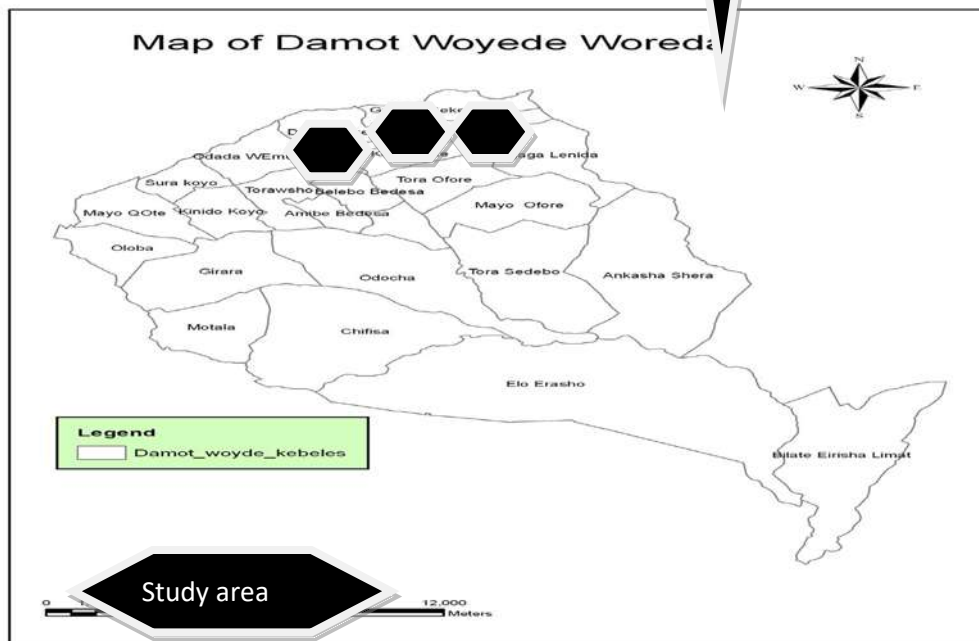 Map of Damot Woyede Woreda
N
W E
S
Odada WEmu
aga Lenida
Sura koyo
Torawsho
Belebo Bedesa
Tora Ofore
Mayo QOte
Kinido Koyo
Amibe Bedesa
Mayo Ofore
Oloba
Girara
Odocha
Tora Sedebo
Ankasha Shera
Motala
Chifisa
Elo Erasho
Legend
Damot_woyde_kebeles
Bilate Eirisha Limat
Study area
0 12,000
Meters